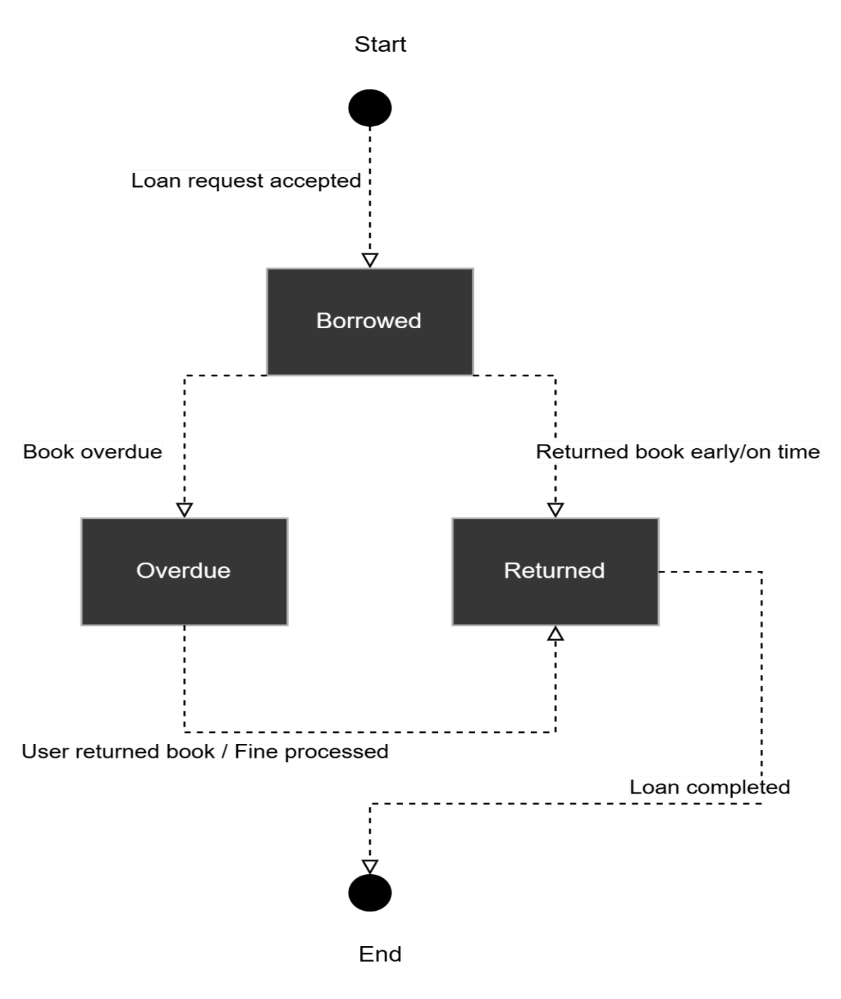 Start
Loan request accepted
Borrowed
Book overdue
Returned book early/on time
Overdue
Returned
User returned book / Fine processed
Loan completed
End